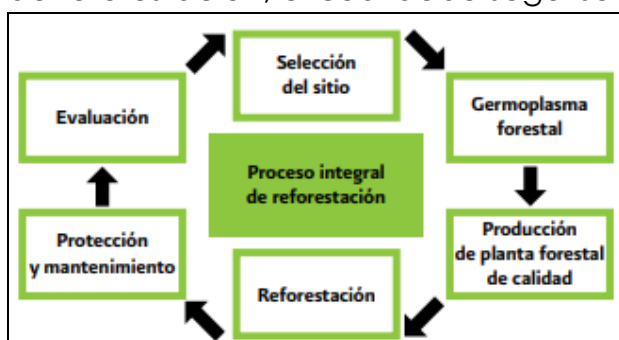 Selección
del sitio
Germoplasma
forestal
Producción
de planta forestal
de calidad
Reforestación
Protección
y mantenimiento
Evaluación
Proceso integral
de reforestación